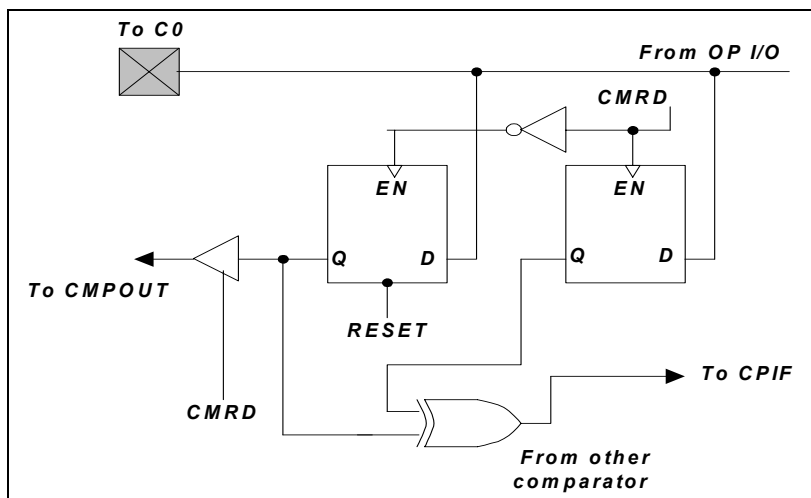 To C0
From OP I/O
CMRD
EN
EN
Q
D
Q
D
To CMPOUT
RESET
CMRD
To CPIF
From other
comparator